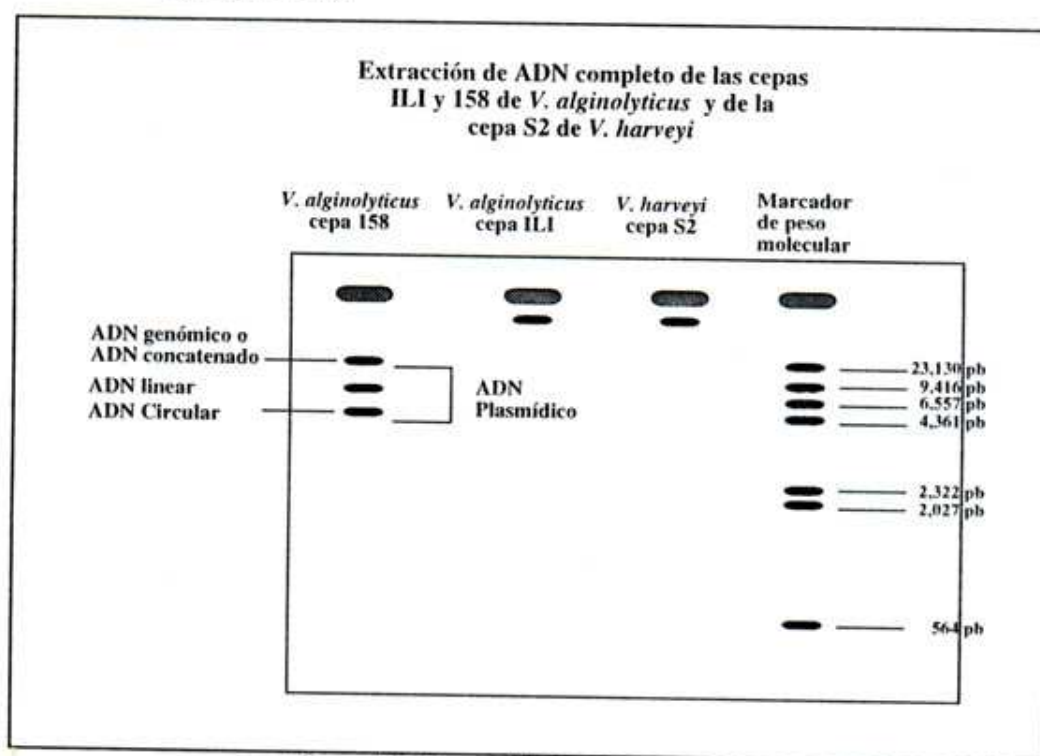 Extracción de ADN completo de las cepas
ILI y 158 de V. alginolyticus y de la
cepa S2 de V. harveyi
V. alginolyticus
cepa 158
V. alginolyticus
cepa ILI
V. harveyi
cepa S2
Marcador
de peso
molecular
ADN genómico o
ADN concatenado
ADN linear
ADN Circular
ADN
Plasmídico
23,130 pb
9,416 pb
6,557 pb
4,361 pb
2,322 pb
2,027 pb
564 pb